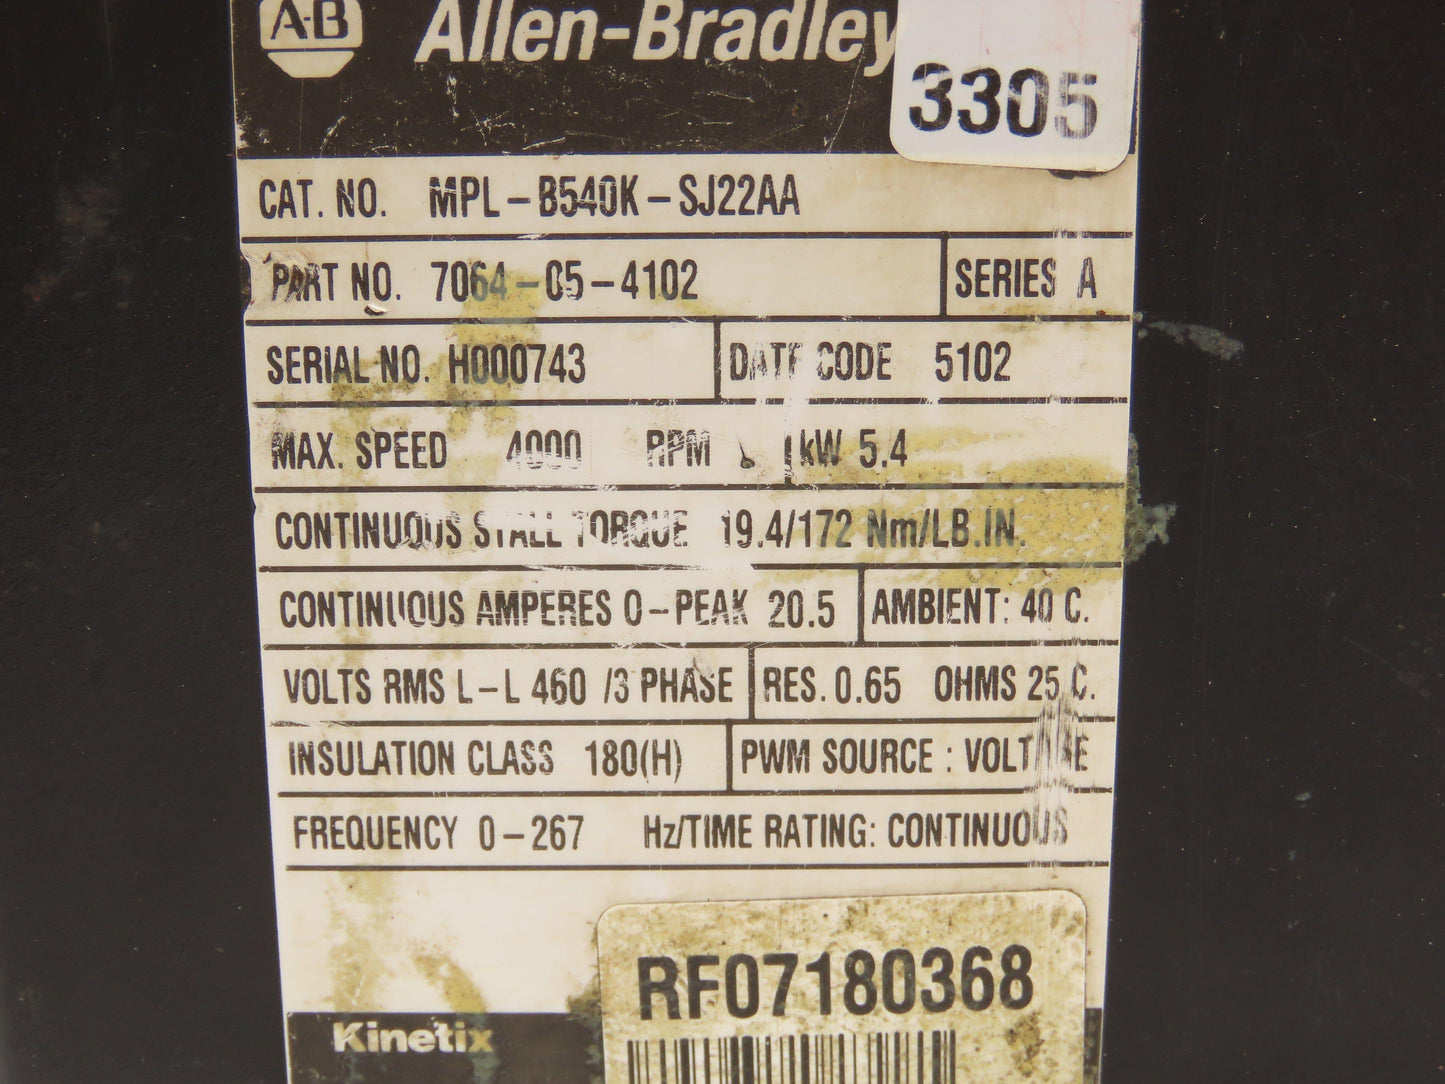 A-B Allen-Bradley
3305
CAT. NO. MPL-B540K-SJ22AA
PART NO. 7064-05-4102 SERIES A
SERIAL NO. H000743 DATE CODE 5102
MAX. SPEED 4000 RPM kW 5.4
CONTINUOUS STALL TORQUE 19.4/172 Nm/LB.IN.
CONTINUOUS AMPERES 0-PEAK 20.5 AMBIENT: 40 C.
VOLTS RMS L-L 460 /3 PHASE RES. 0.65 OHMS 25 C.
INSULATION CLASS 180(H) PWM SOURCE : VOLTAGE
FREQUENCY 0-267 Hz/TIME RATING: CONTINUOUS
RF07180368
Kinetix